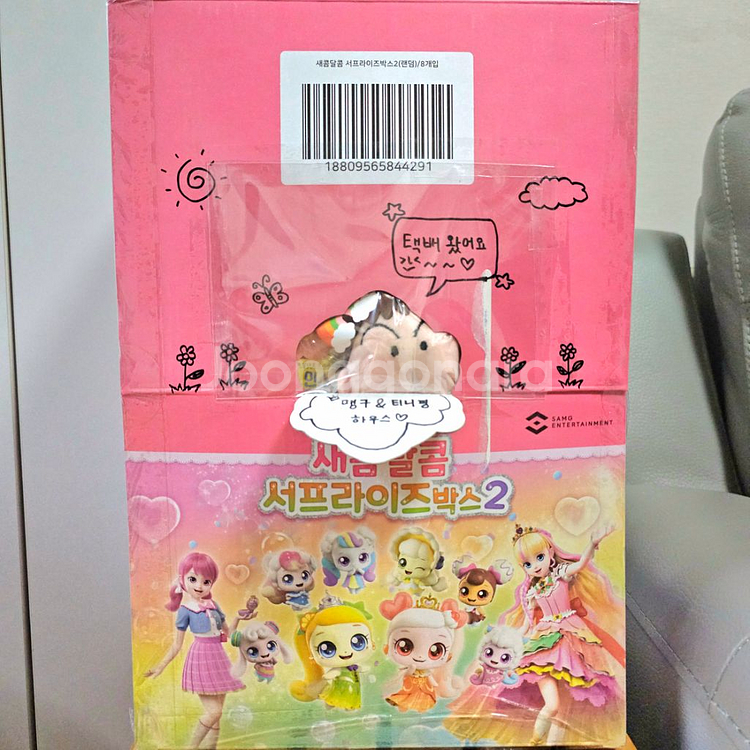 새콤달콤 서프라이즈박스2(랜덤)/8개입
18809565844291
택배 왔어요
맹구 & 티니핑
하우스♡
SAMG
ENTERTAINMENT
새콤달콤
서프라이즈박스2